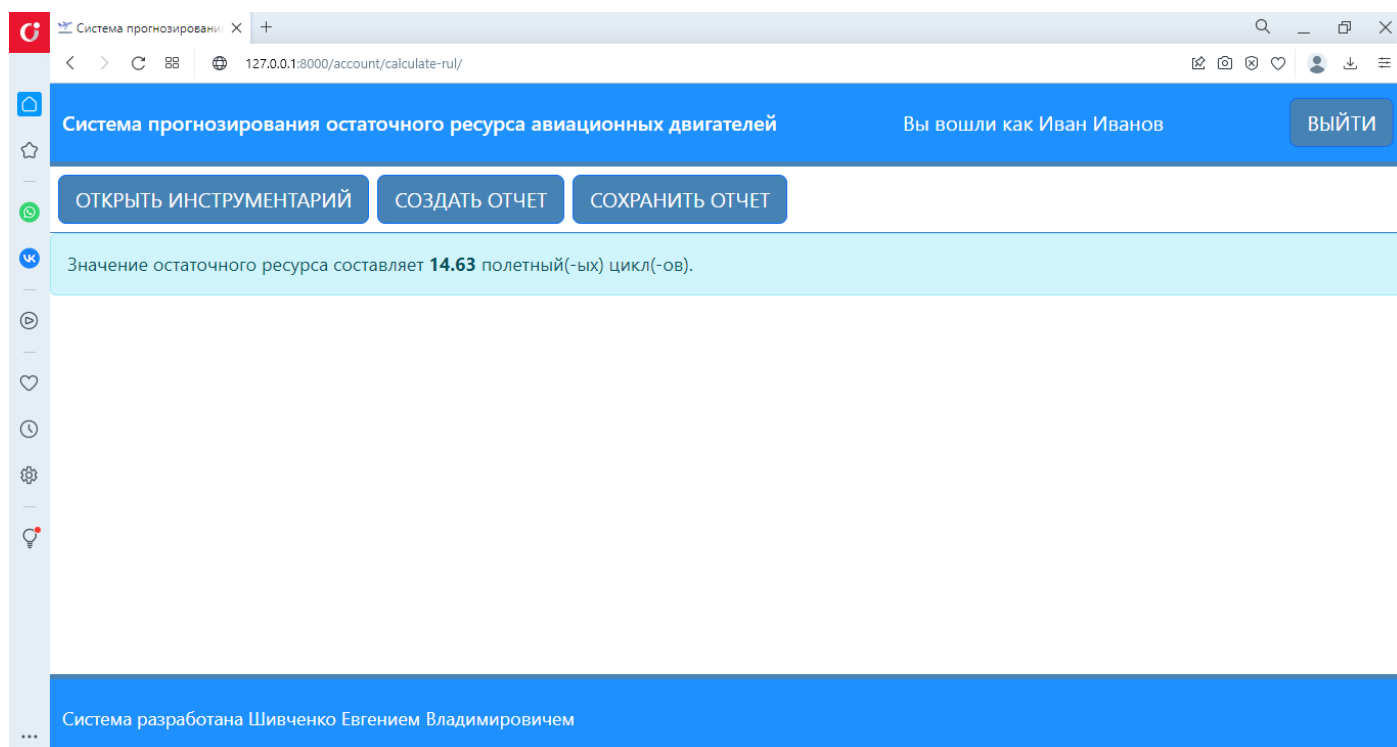 Система прогнозировани
127.0.0.1:8000/account/calculate-rul/
Система прогнозирования остаточного ресурса авиационных двигателей
Вы вошли как Иван Иванов
ВЫЙТИ
ОТКРЫТЬ ИНСТРУМЕНТАРИЙ
СОЗДАТЬ ОТЧЕТ
СОХРАНИТЬ ОТЧЕТ
Значение остаточного ресурса составляет 14.63 полетный(-ых) цикл(-ов).
Система разработана Шивченко Евгением Владимировичем